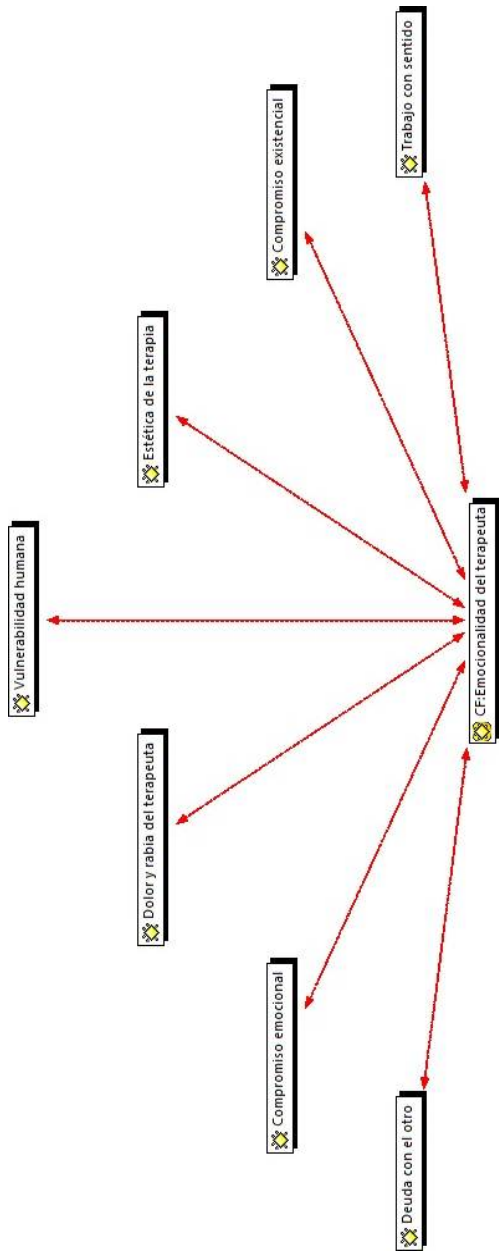 Vulnerabilidad humana
Dolor y rabia del terapeuta
Estética de la terapia
Compromiso emocional
Compromiso existencial
Deuda con el otro
Trabajo con sentido
CF:Emocionalidad del terapeuta